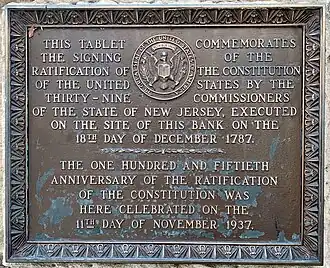 THIS TABLET COMMEMORATES
THE SIGNING OF THE
RATIFICATION OF THE CONSTITUTION
OF THE UNITED STATES BY THE
THIRTY-NINE COMMISSIONERS
OF THE STATE OF NEW JERSEY, EXECUTED
ON THE SITE OF THIS BANK ON THE
18TH DAY OF DECEMBER 1787.
THE ONE HUNDRED AND FIFTIETH
ANNIVERSARY OF THE RATIFICATION
OF THE CONSTITUTION WAS
HERE CELEBRATED ON THE
11TH DAY OF NOVEMBER 1937.